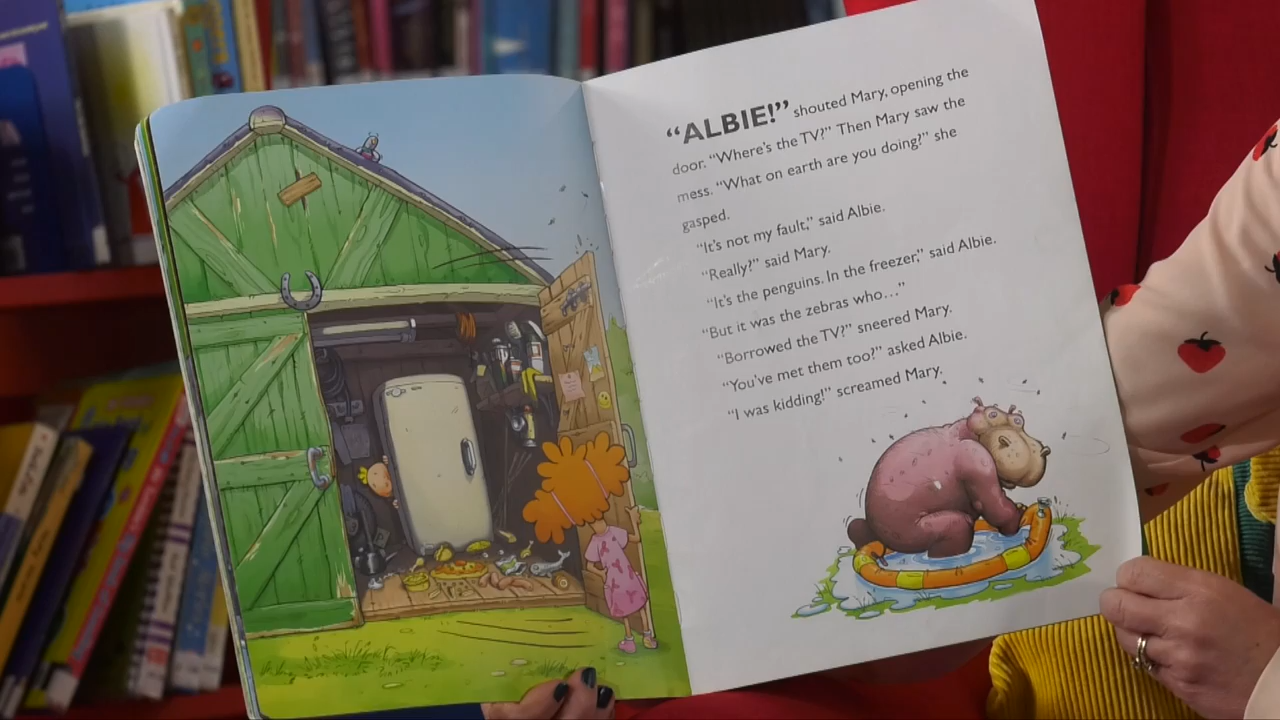 “ALBIE!” shouted Mary, opening the
door. “Where's the TV?” Then Mary saw the
mess. “What on earth are you doing?” she
gasped.
“It's not my fault,” said Albie.
“Really?” said Mary.
“It's the penguins. In the freezer,” said Albie.
“But it was the zebras who...”
“Borrowed the TV?” sneered Mary.
“You've met them too?” asked Albie.
“I was kidding!” screamed Mary.